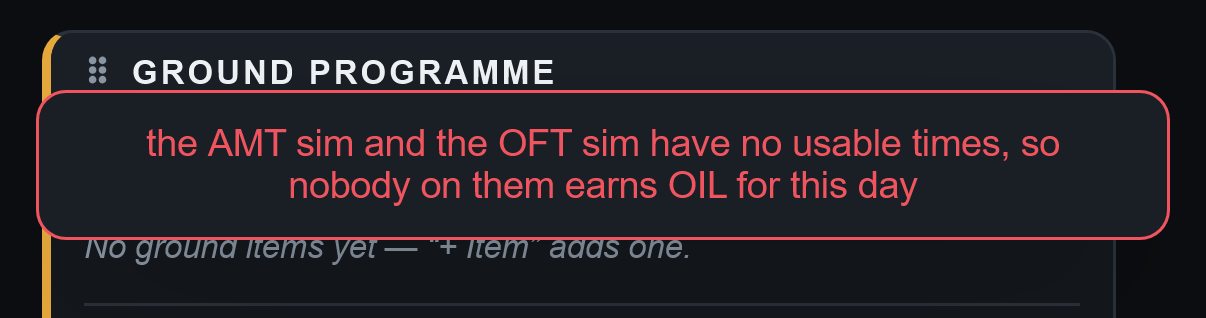 GROUND PROGRAMME
the AMT sim and the OFT sim have no usable times, so
nobody on them earns OIL for this day
No ground items yet — “+ Item” adds one.